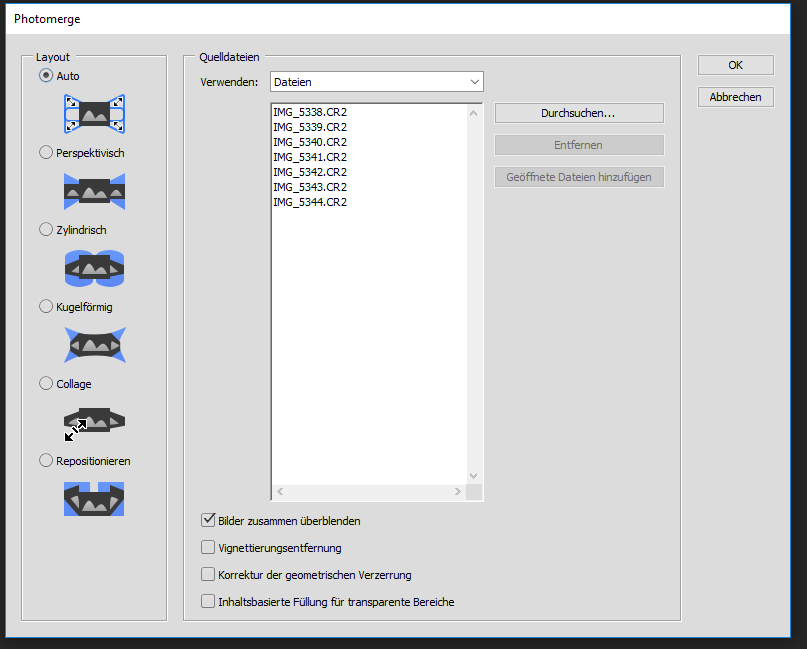 Photomerge
Layout
Auto
Perspektivisch
Zylindrisch
Kugelförmig
Collage
Repositionieren
Quelldateien
Verwenden: Dateien
IMG_5338.CR2
IMG_5339.CR2
IMG_5340.CR2
IMG_5341.CR2
IMG_5342.CR2
IMG_5343.CR2
IMG_5344.CR2
Durchsuchen...
Entfernen
Geöffnete Dateien hinzufügen
Bilder zusammen überblenden
Vignettierungsentfernung
Korrektur der geometrischen Verzerrung
Inhaltsbasierte Füllung für transparente Bereiche
OK
Abbrechen